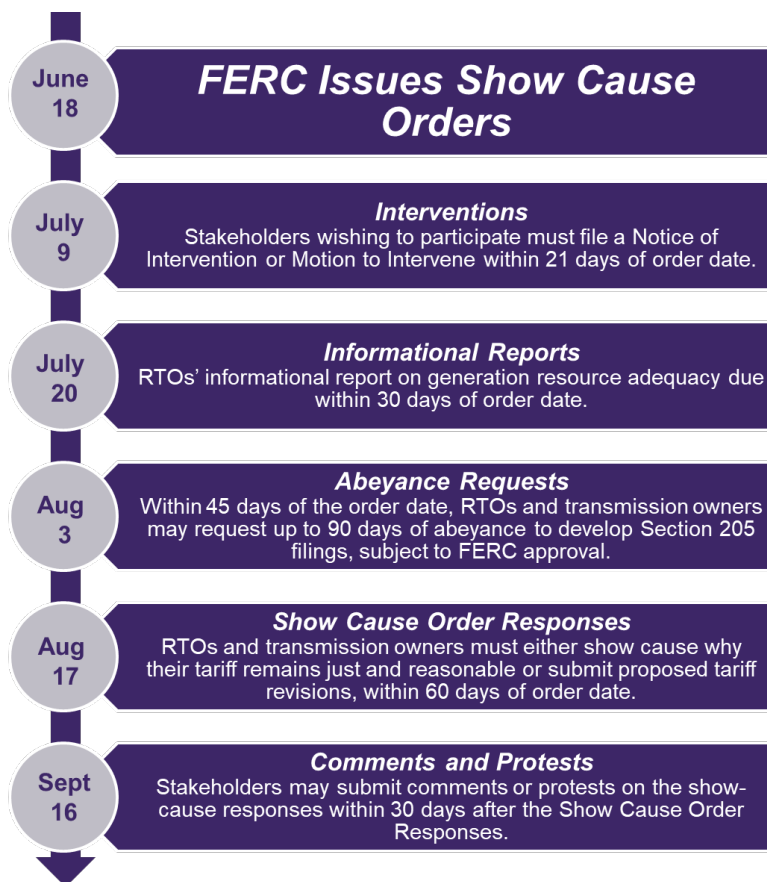 June
18
FERC Issues Show Cause
Orders
July
9
Interventions
Stakeholders wishing to participate must file a Notice of
Intervention or Motion to Intervene within 21 days of order date.
July
20
Informational Reports
RTOs' informational report on generation resource adequacy due
within 30 days of order date.
Aug
3
Abeyance Requests
Within 45 days of the order date, RTOs and transmission owners
may request up to 90 days of abeyance to develop Section 205
filings, subject to FERC approval.
Aug
17
Show Cause Order Responses
RTOs and transmission owners must either show cause why
their tariff remains just and reasonable or submit proposed tariff
revisions, within 60 days of order date.
Sept
16
Comments and Protests
Stakeholders may submit comments or protests on the show-
cause responses within 30 days after the Show Cause Order
Responses.